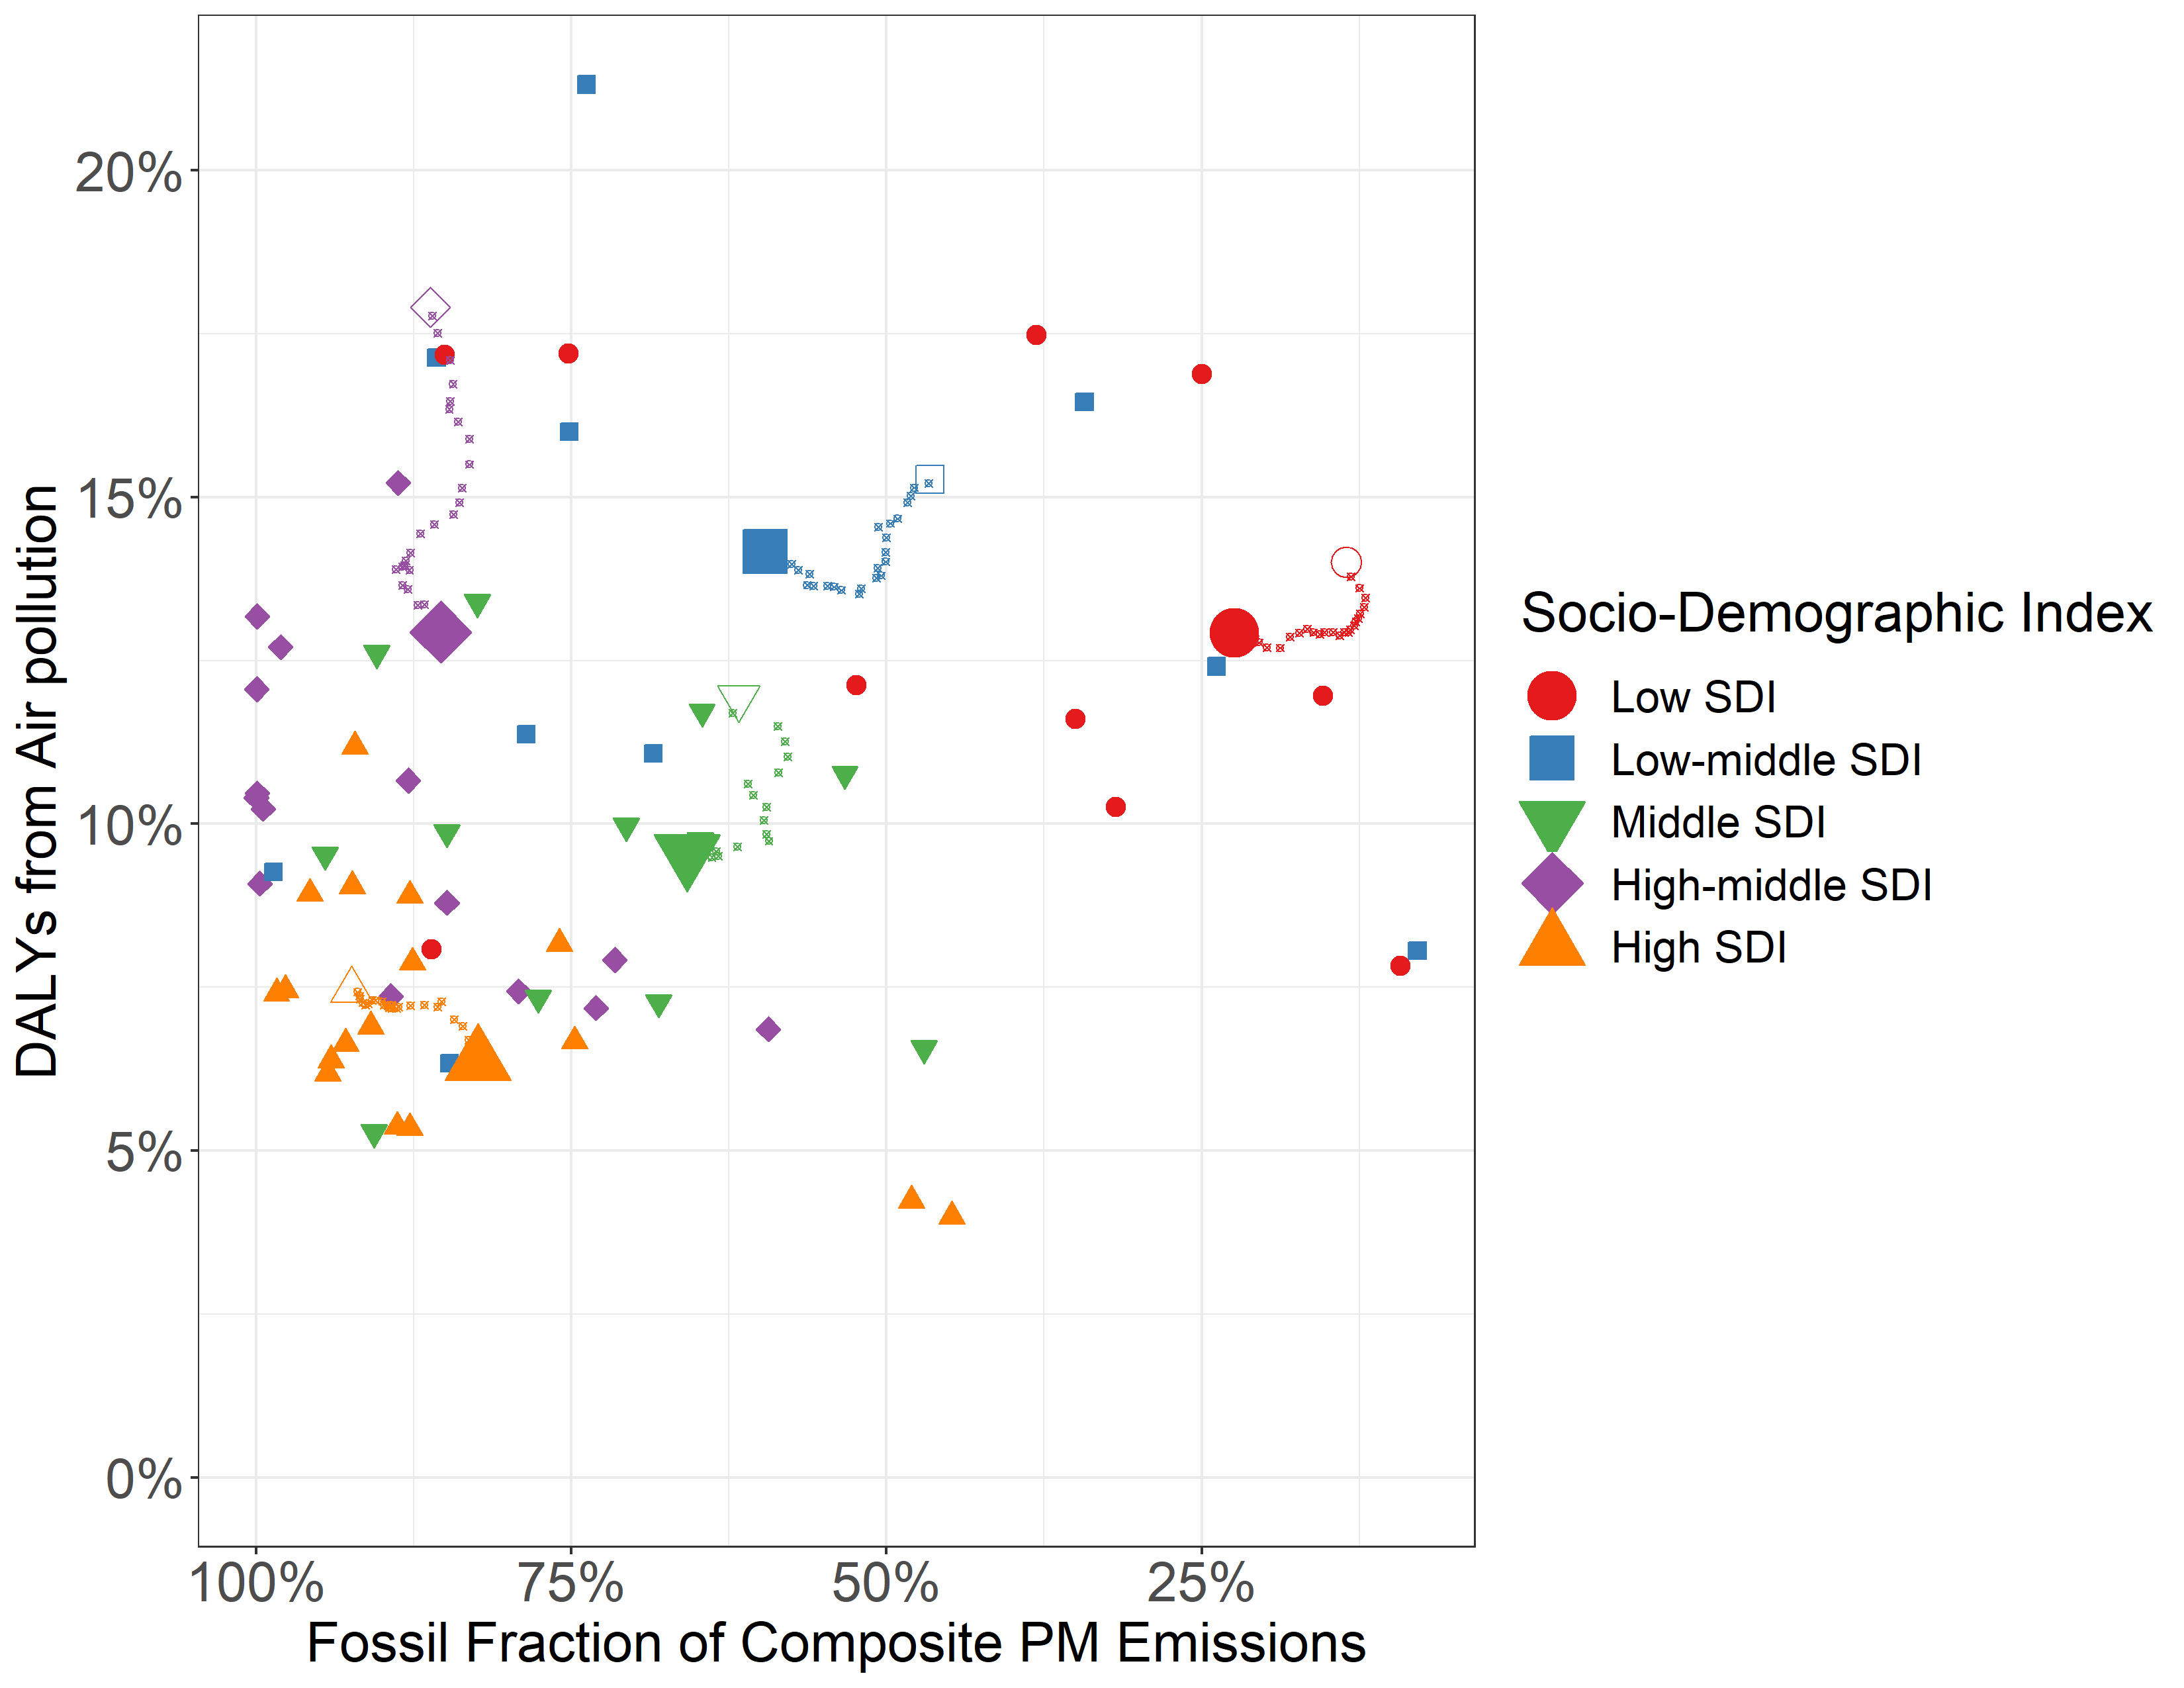 20%
15%
10%
5%
0%
DALYs from Air pollution
100%
75%
50%
25%
Fossil Fraction of Composite PM Emissions
Socio-Demographic Index
Low SDI
Low-middle SDI
Middle SDI
High-middle SDI
High SDI